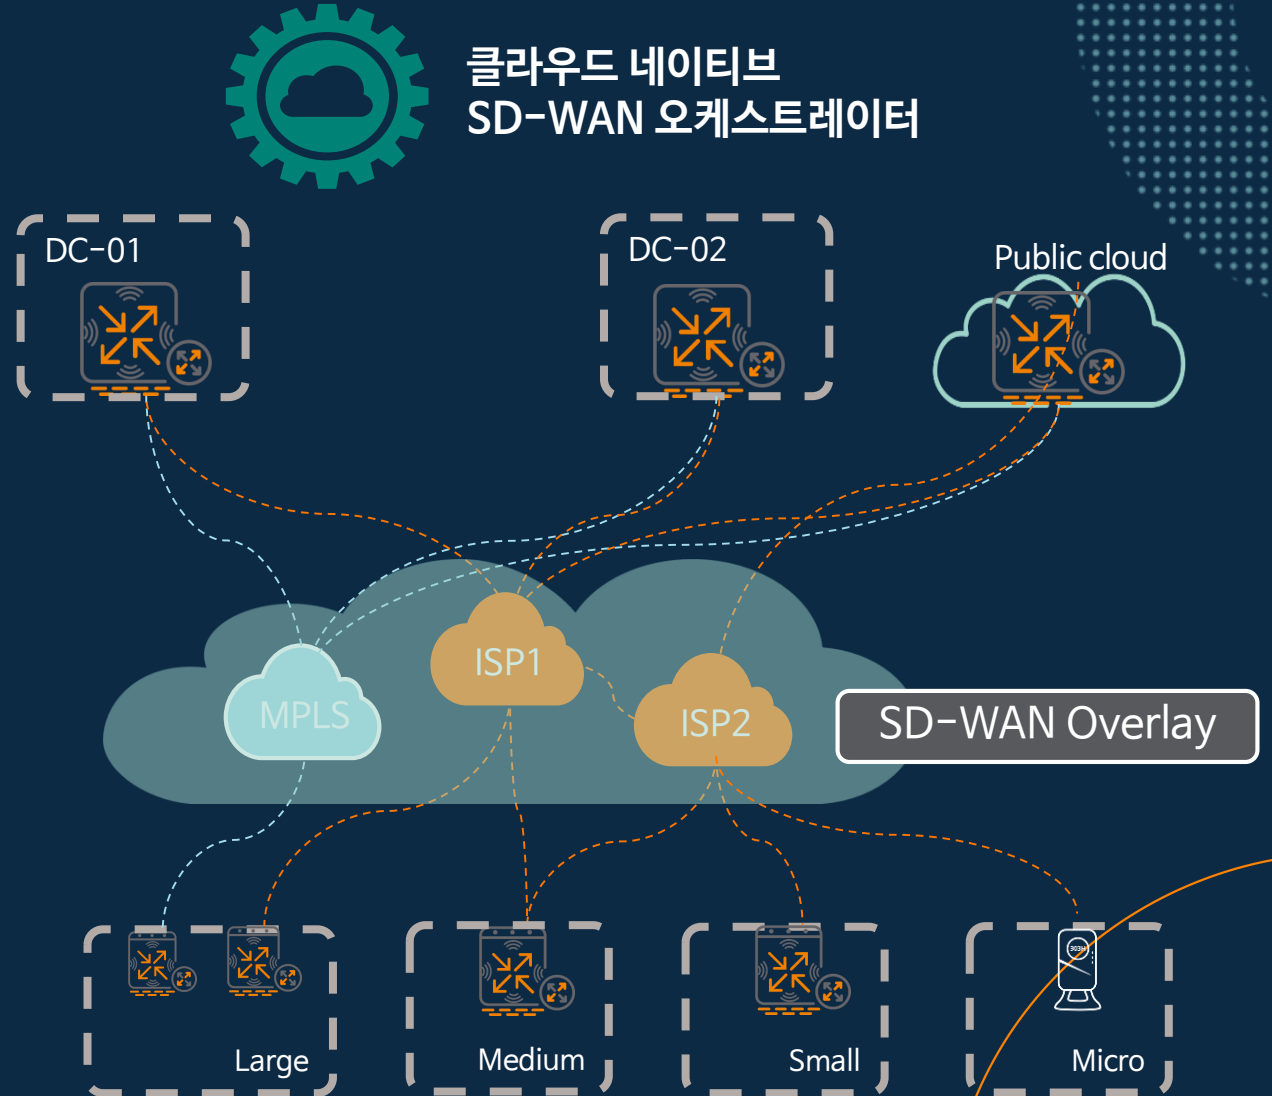 클라우드 네이티브
SD-WAN 오케스트레이터
DC-01
DC-02
Public cloud
ISP1
MPLS
ISP2
SD-WAN Overlay
303H
Large
Medium
Small
Micro